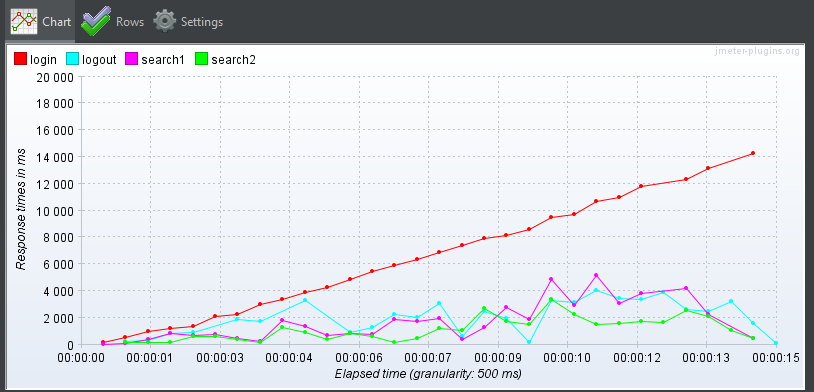 Chart Rows Settings
jmeter-plugins.org
login logout search1 search2
20 000
18 000
16 000
14 000
12 000
10 000
8 000
6 000
4 000
2 000
0
Response times in ms
00:00:00 00:00:01 00:00:03 00:00:04 00:00:06 00:00:07 00:00:09 00:00:10 00:00:12 00:00:13 00:00:15
Elapsed time (granularity: 500 ms)